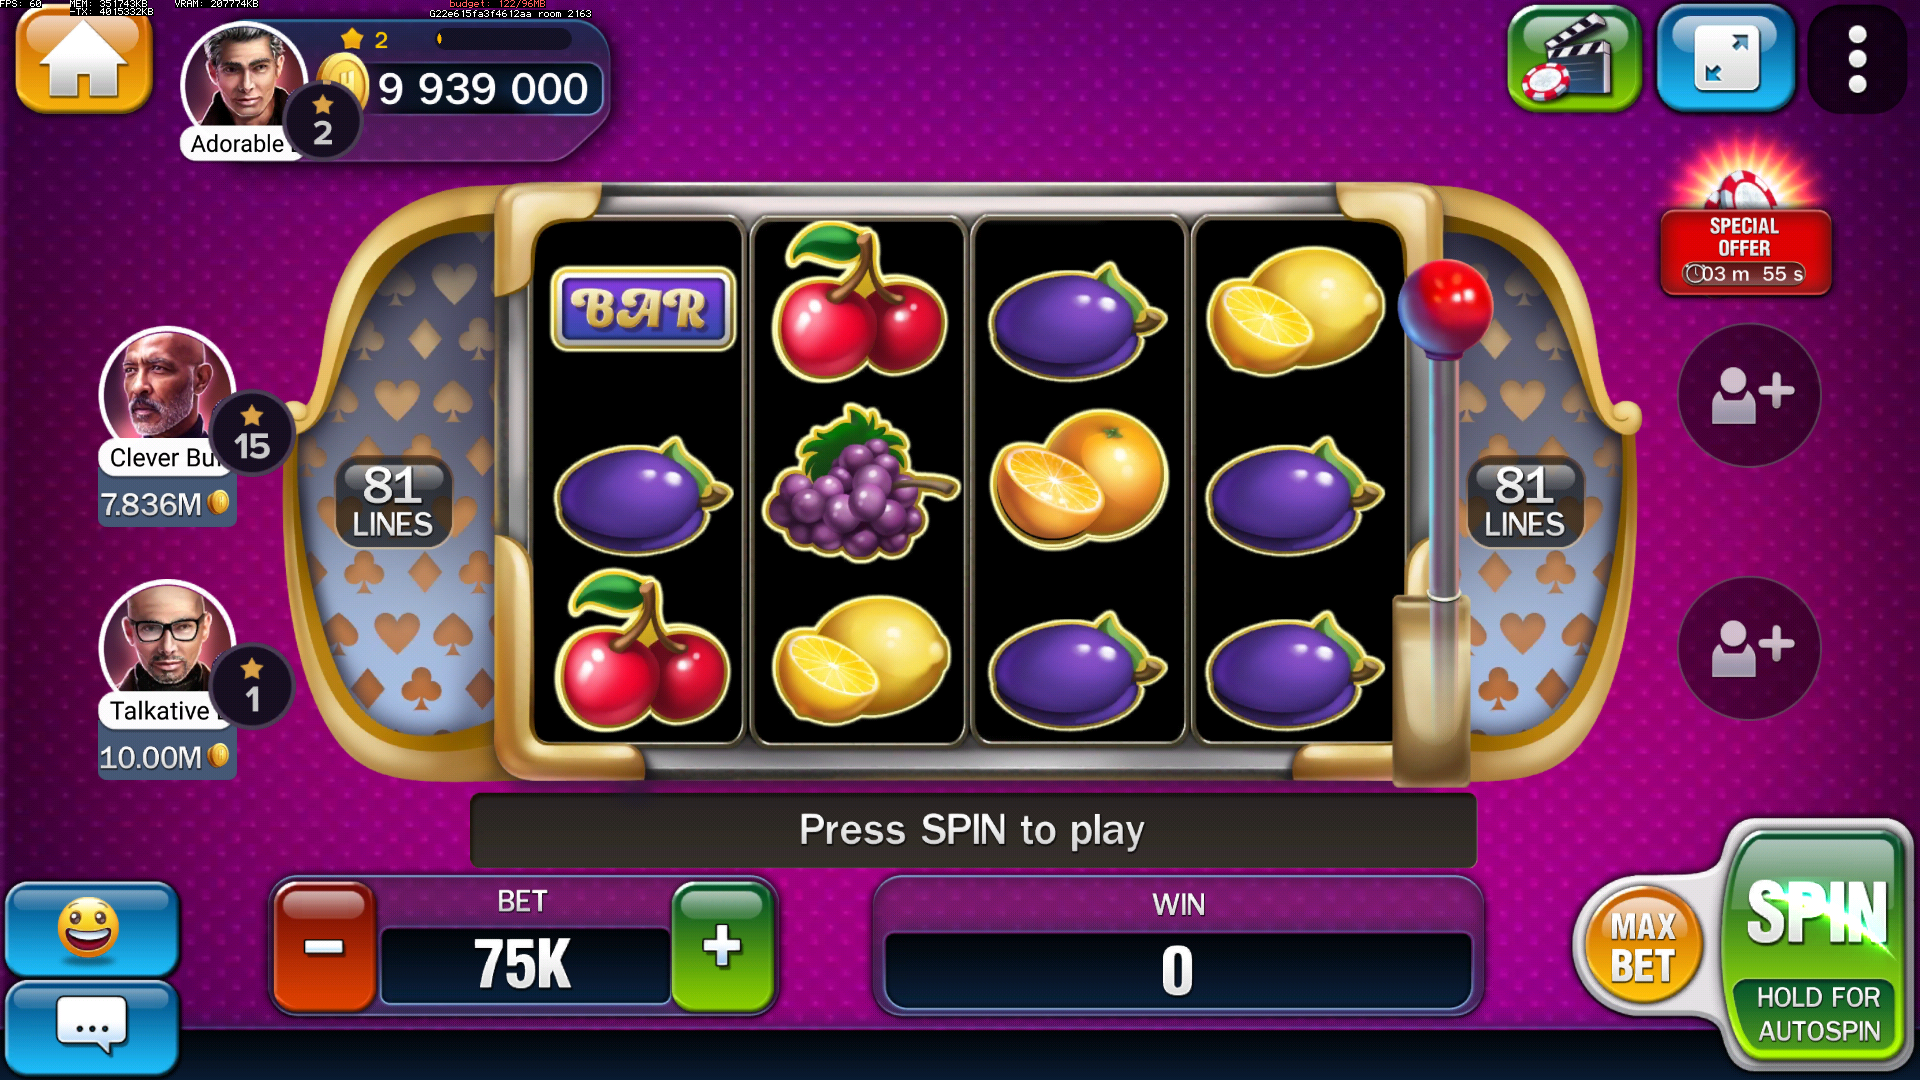 FPS: 60 MEM: 351743KB VRAM: 207774KB
-TX: 4015332KB
budget: 122/96MB
G22e615fa3f4612aa room 2163
2
9 939 000
2
Adorable
SPECIAL
OFFER
03 m 55 s
BAR
Clever Bu
15
7.836M
81
LINES
81
LINES
Talkative
1
10.00M
Press SPIN to play
BET
75K
WIN
0
MAX
BET
SPIN
HOLD FOR
AUTOSPIN